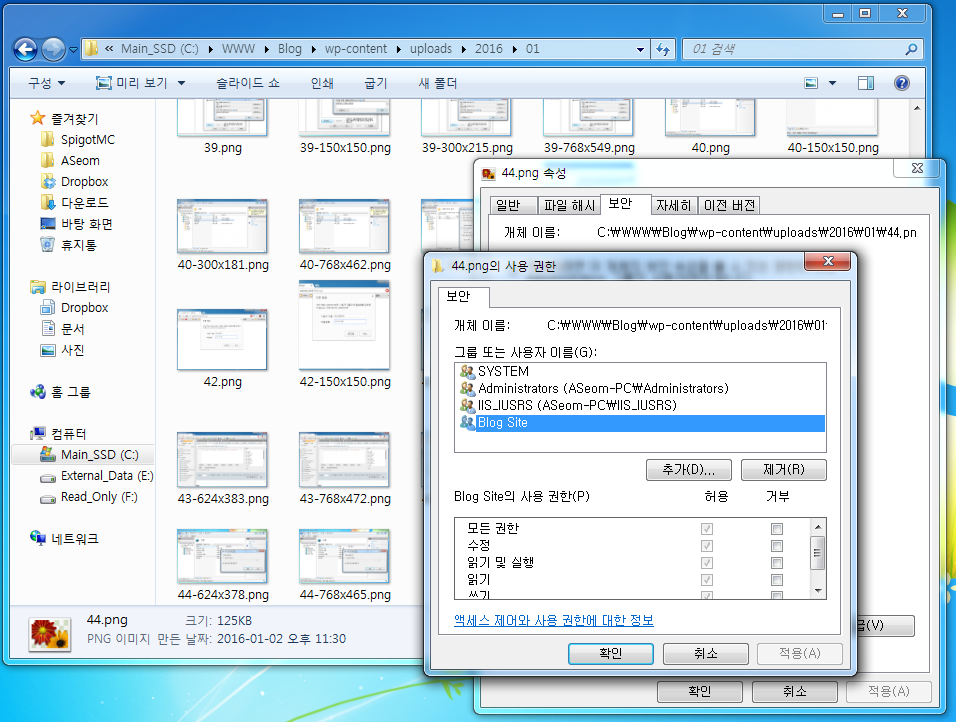 « Main_SSD (C:) ▸ WWW ▸ Blog ▸ wp-content ▸ uploads ▸ 2016 ▸ 01
01 검색
구성 미리 보기 슬라이드 쇼 인쇄 굽기 새 폴더
즐겨찾기
SpigotMC
ASeom
Dropbox
다운로드
바탕 화면
휴지통
라이브러리
Dropbox
문서
사진
홈 그룹
컴퓨터
Main_SSD (C:)
External_Data (E:)
Read_Only (F:)
네트워크
39.png 39-150x150.png 39-300x215.png 39-768x549.png 40.png 40-150x150.png
40-300x181.png 40-768x462.png
42.png 42-150x150.png
43-624x383.png 43-768x472.png
44-624x378.png 44-768x465.png
44.png 크기: 125KB
PNG 이미지 만든 날짜: 2016-01-02 오후 11:30
44.png 속성
일반 파일 해시 보안 자세히 이전 버전
개체 이름: C:₩WWW₩Blog₩wp-content₩uploads₩2016₩01₩44.pn
급(V)
확인 취소 적용(A)
44.png의 사용 권한
보안
개체 이름: C:₩WWW₩Blog₩wp-content₩uploads₩2016₩01
그룹 또는 사용자 이름(G):
SYSTEM
Administrators (ASeom-PC₩Administrators)
IIS_IUSRS (ASeom-PC₩IIS_IUSRS)
Blog Site
추가(D)... 제거(R)
Blog Site의 사용 권한(P) 허용 거부
모든 권한
수정
읽기 및 실행
읽기
쓰기
액세스 제어와 사용 권한에 대한 정보
확인 취소 적용(A)